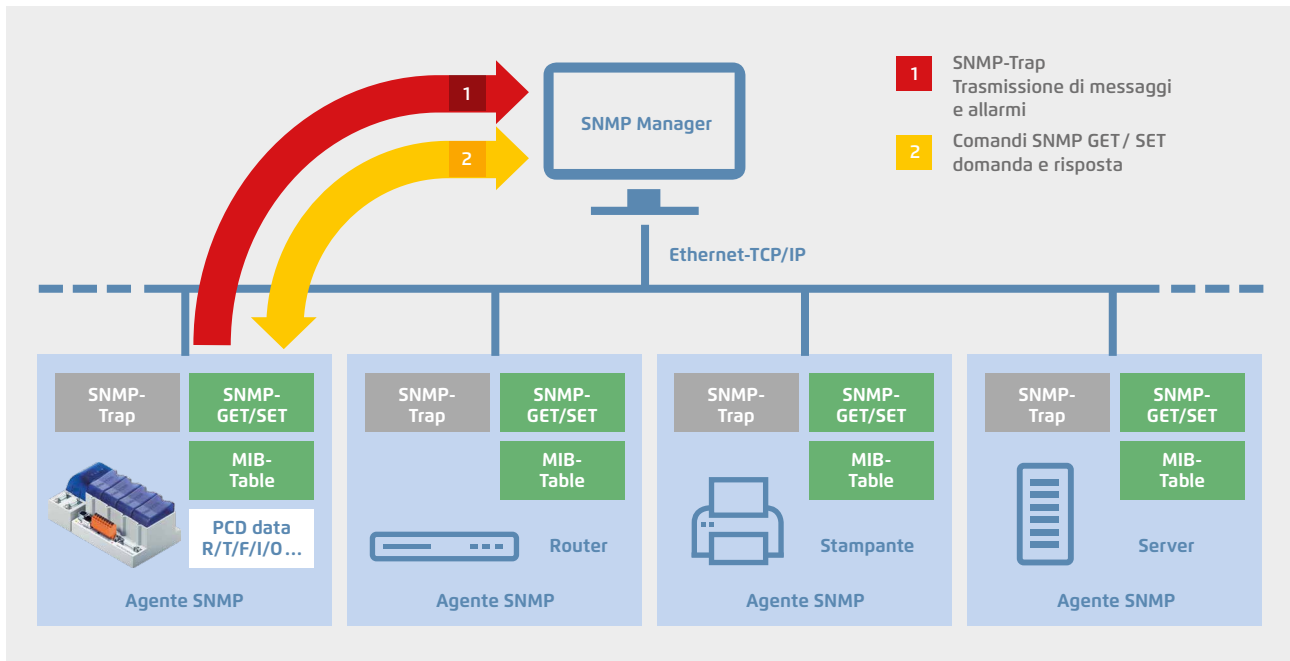 1
SNMP-Trap
Trasmissione di messaggi
e allarmi
2
Comandi SNMP GET / SET
domanda e risposta
1
2
SNMP Manager
Ethernet-TCP/IP
SNMP-
Trap
SNMP-
GET/SET
MIB-
Table
PCD data
R/T/F/I/O...
Agente SNMP
SNMP-
Trap
SNMP-
GET/SET
MIB-
Table
Router
Agente SNMP
SNMP-
Trap
SNMP-
GET/SET
MIB-
Table
Stampante
Agente SNMP
SNMP-
Trap
SNMP-
GET/SET
MIB-
Table
Server
Agente SNMP